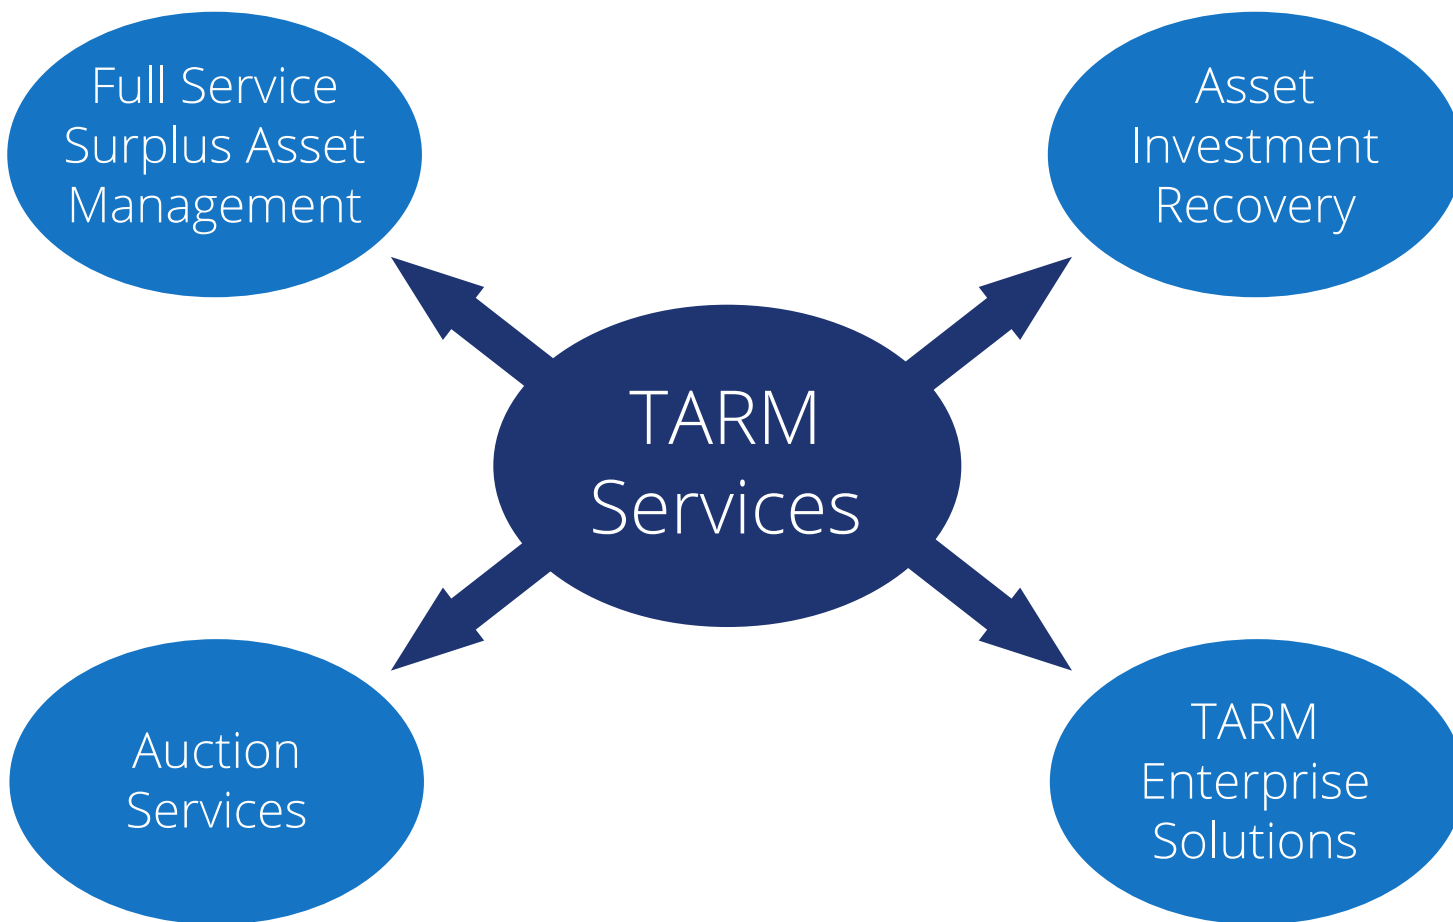 Full Service
Surplus Asset
Management
Asset
Investment
Recovery
TARM
Services
Auction
Services
TARM
Enterprise
Solutions